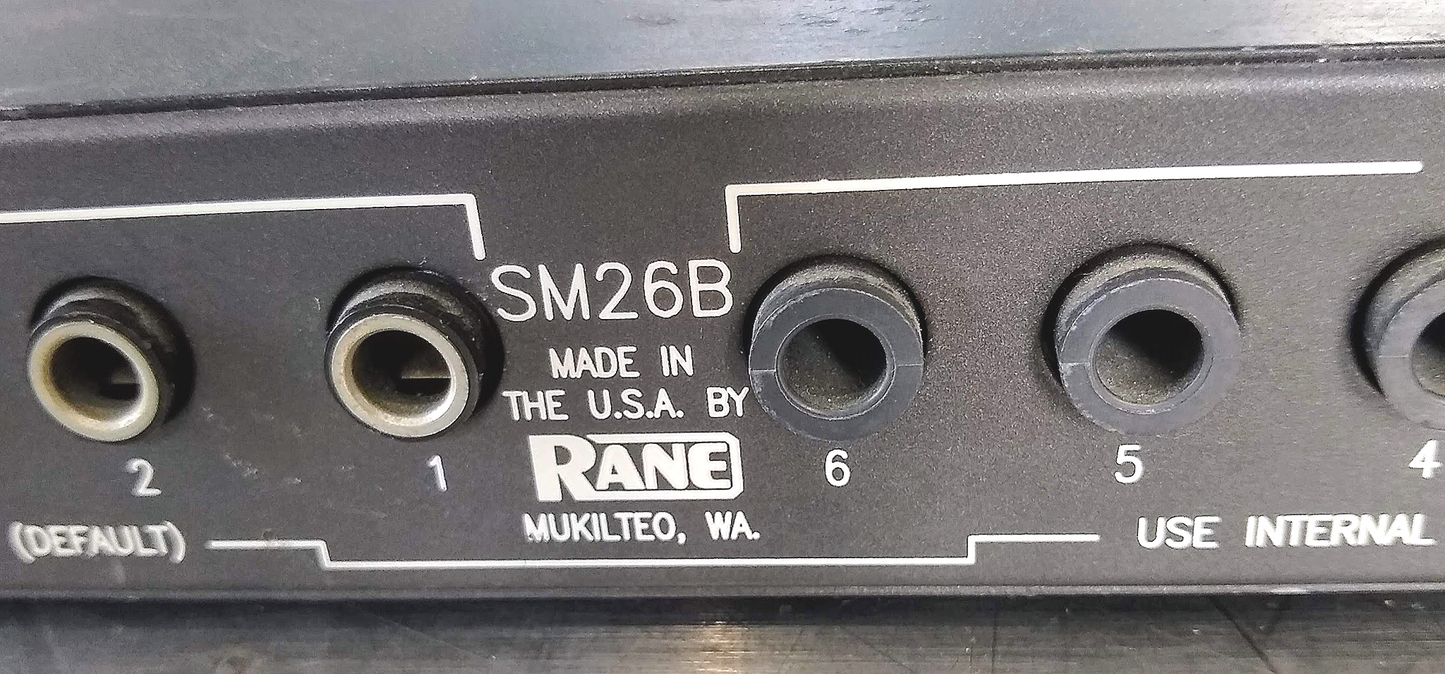 SM26B
MADE IN
THE U.S.A. BY
RANE
MUKILTEO, WA.
2 1 6 5 4
(DEFAULT) USE INTERNAL